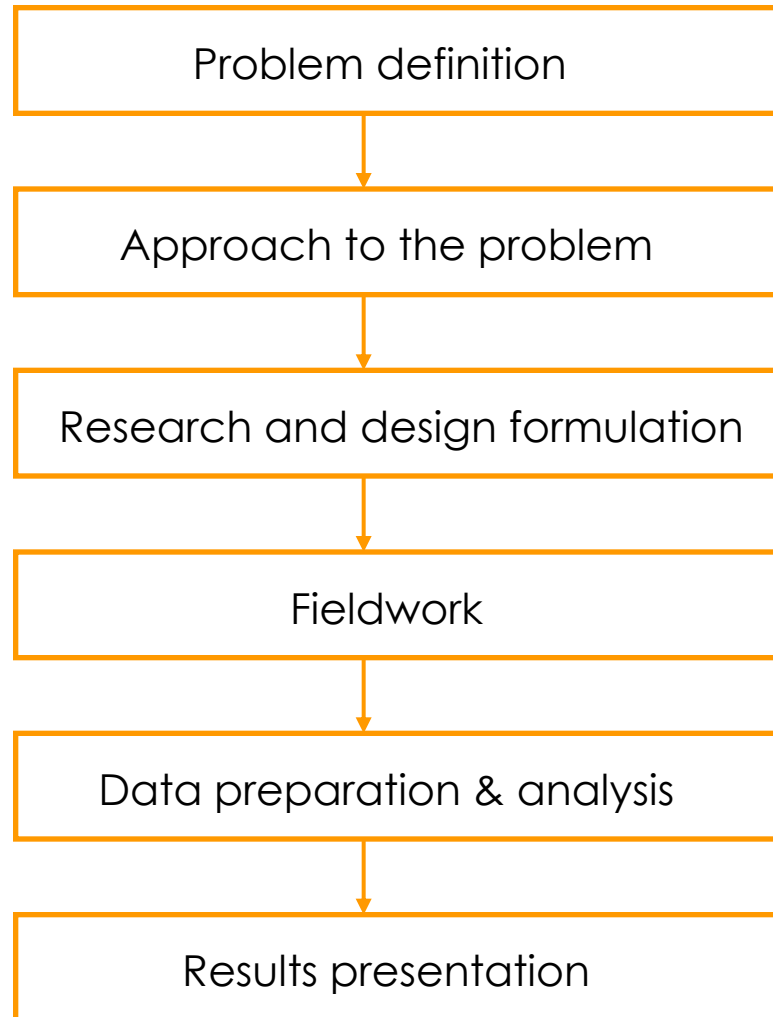 Problem definition
Approach to the problem
Research and design formulation
Fieldwork
Data preparation & analysis
Results presentation